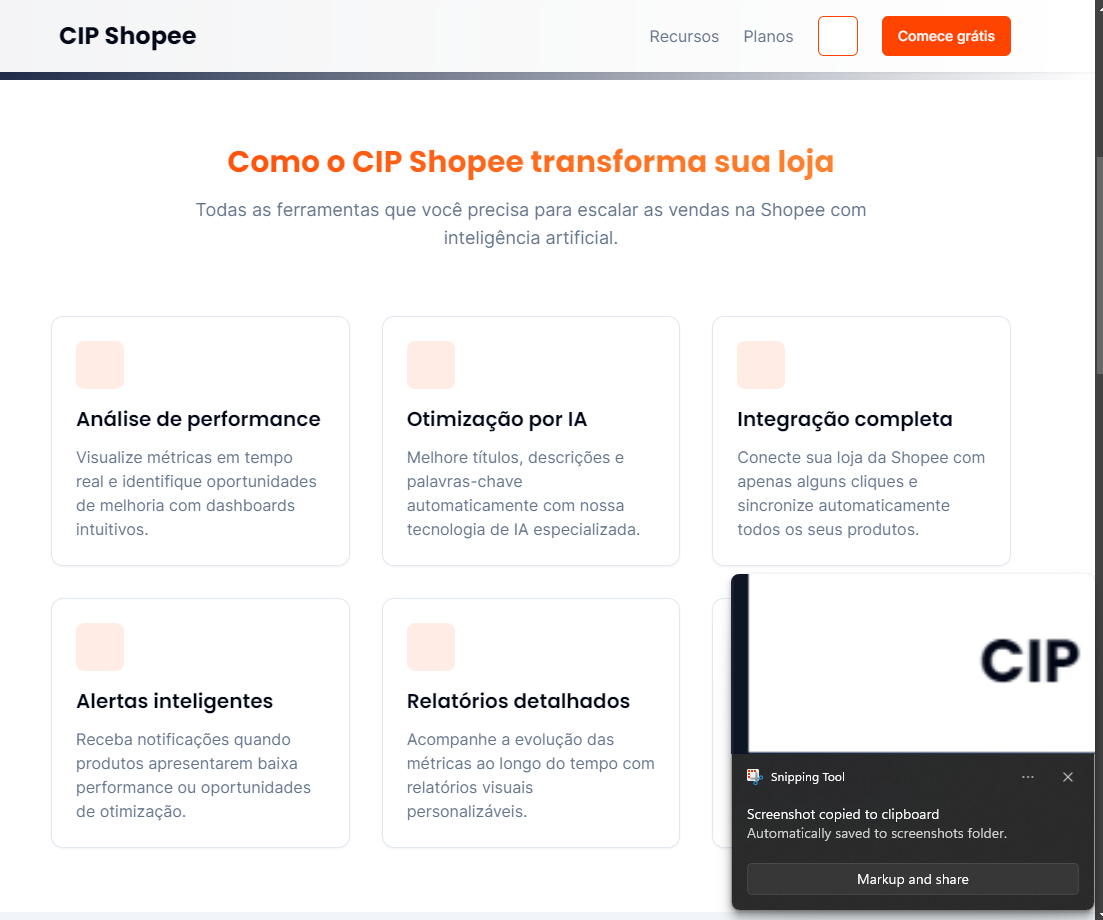 CIP Shopee
Recursos
Planos
Comece grátis
Como o CIP Shopee transforma sua loja
Todas as ferramentas que você precisa para escalar as vendas na Shopee com
inteligência artificial.
Análise de performance
Visualize métricas em tempo
real e identifique oportunidades
de melhoria com dashboards
intuitivos.
Otimização por IA
Melhore títulos, descrições e
palavras-chave
automaticamente com nossa
tecnologia de IA especializada.
Integração completa
Conecte sua loja da Shopee com
apenas alguns cliques e
sincronize automaticamente
todos os seus produtos.
Alertas inteligentes
Receba notificações quando
produtos apresentarem baixa
performance ou oportunidades
de otimização.
Relatórios detalhados
Acompanhe a evolução das
métricas ao longo do tempo com
relatórios visuais
personalizáveis.
CIP
Snipping Tool
Screenshot copied to clipboard
Automatically saved to screenshots folder.
Markup and share